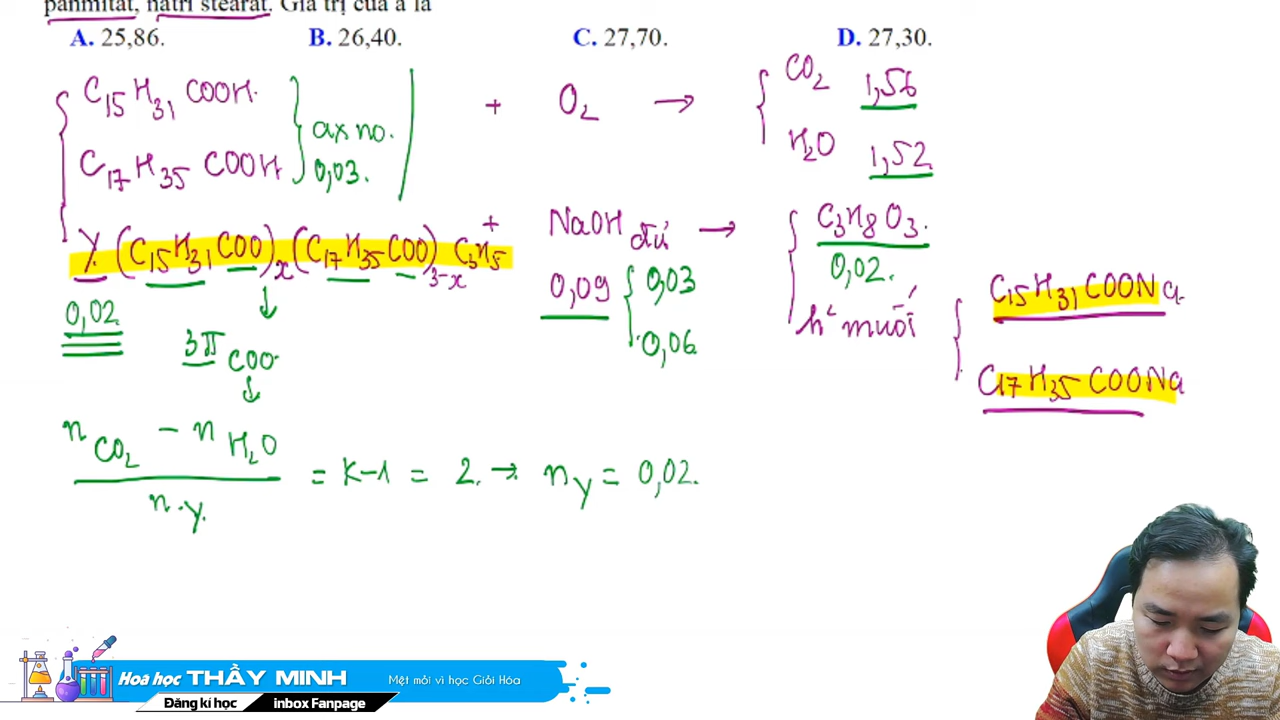 panmitat, natri stearat. Giá trị của a là
A. 25,86. B. 26,40. C. 27,70. D. 27,30.
C15H31COOH
C17H35COOH
ax no.
0,03.
+ O2 →
CO2 1,56
H2O 1,52
Y (C15H31COO)x (C17H35COO)3-x C3H5
+ NaOH đủ →
C3H8O3.
0,02.
0,02
3π COO
0,09
0,03
0,06
h² muối
C15H31COONa
C17H35COONa
nCO2 - nH2O
n.y.
= K-1 = 2. → ny = 0,02.
Hoá học THẦY MINH
Đăng kí học
inbox Fanpage
Mệt mỏi vì học Giỏi Hóa